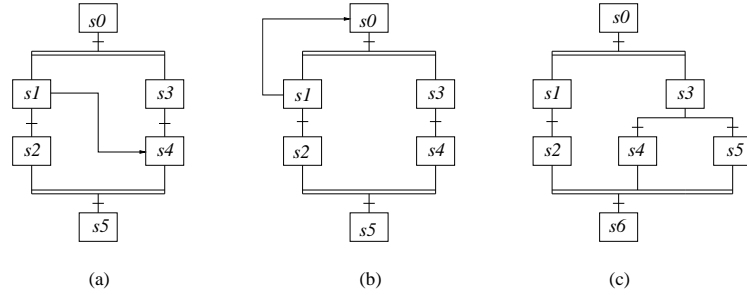 s0 s0 s0
s1 s3 s1 s3 s1 s3
s2 s4 s2 s4 s2 s4 s5
s5 s5 s6
(a) (b) (c)